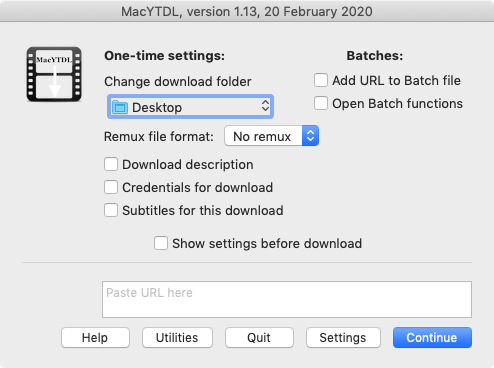 MacYTDL, version 1.13, 20 February 2020
MacYTDL
One-time settings:
Batches:
Change download folder
Add URL to Batch file
Desktop
Open Batch functions
Remux file format: No remux
Download description
Credentials for download
Subtitles for this download
Show settings before download
Paste URL here
Help Utilities Quit Settings Continue